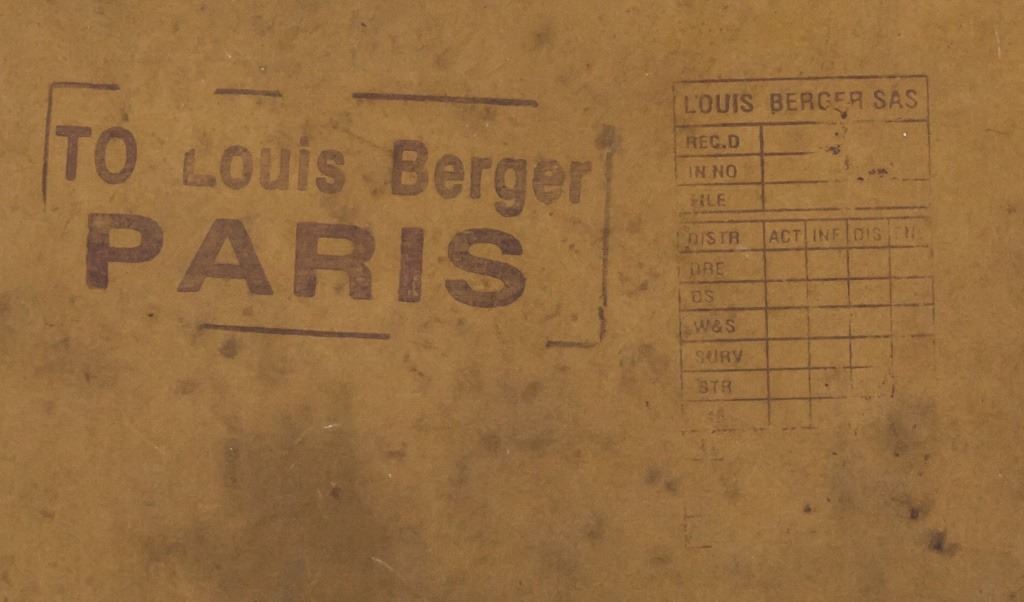 TO Louis Berger
PARIS
LOUIS BERGER SAS
REC.D
IN NO
FILE
DISTR ACT INF DIS
DRE
DS
W&S
SURV
STR